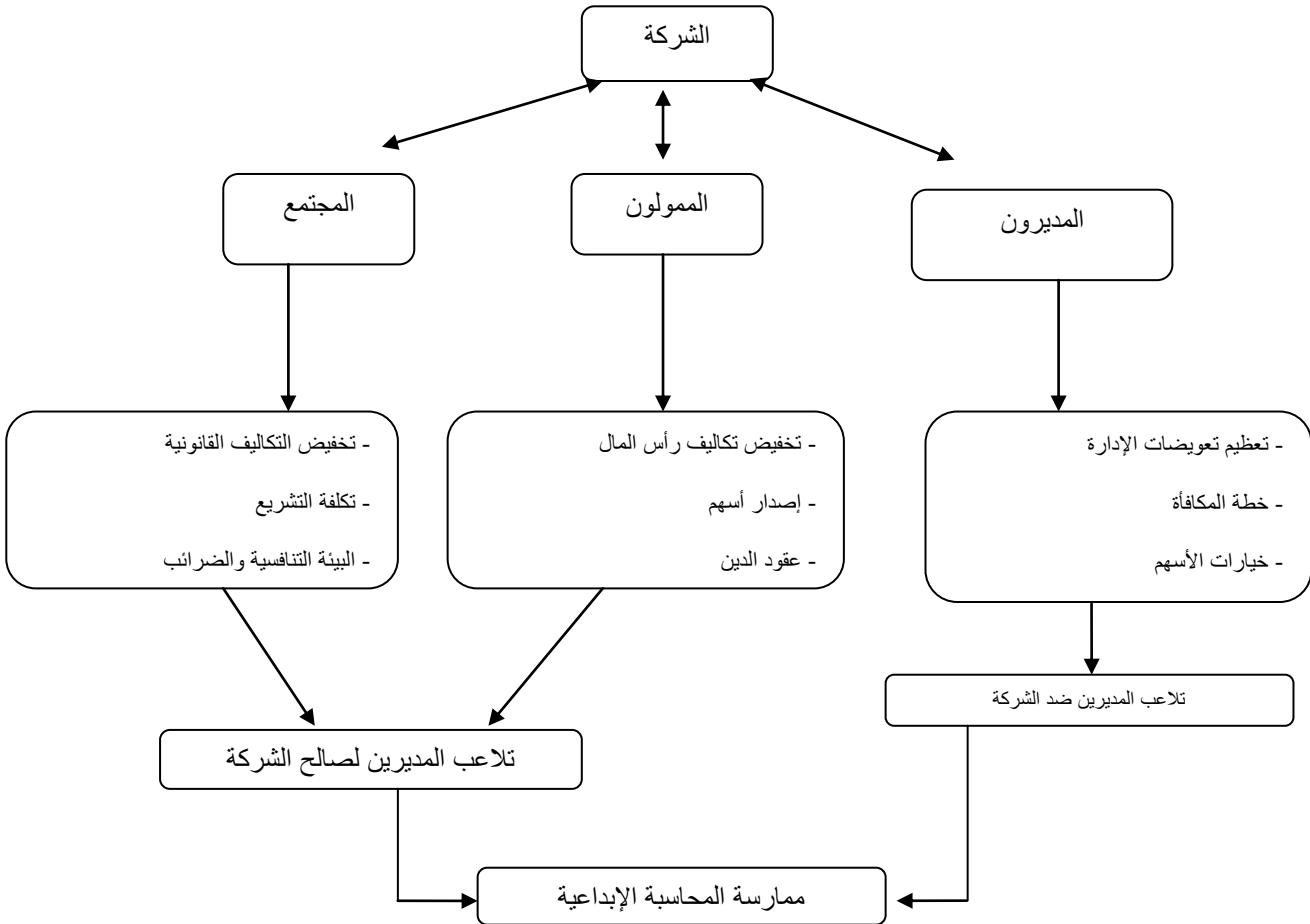 الشركة
المديرون
الممولون
المجتمع
- تعظيم تعويضات الإدارة
- خطة المكافأة
- خيارات الأسهم
- تخفيض تكاليف رأس المال
- إصدار أسهم
- عقود الدين
- تخفيض التكاليف القانونية
- تكلفة التشريع
- البيئة التنافسية والضرائب
تلاعب المديرين ضد الشركة
تلاعب المديرين لصالح الشركة
ممارسة المحاسبة الإبداعية